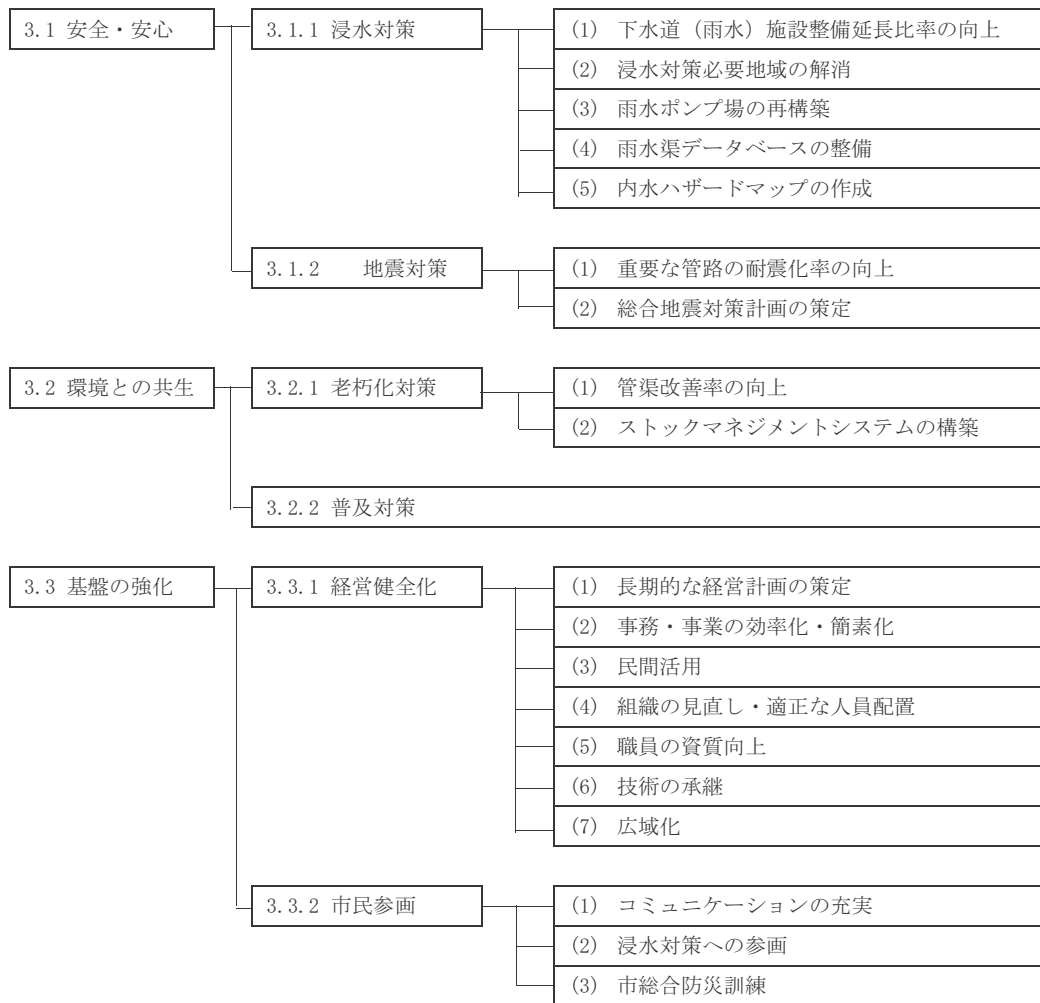 3.1 安全・安心
3.1.1 浸水対策
(1) 下水道（雨水）施設整備延長比率の向上
(2) 浸水対策必要地域の解消
(3) 雨水ポンプ場の再構築
(4) 雨水渠データベースの整備
(5) 内水ハザードマップの作成
3.1.2 地震対策
(1) 重要な管路の耐震化率の向上
(2) 総合地震対策計画の策定
3.2 環境との共生
3.2.1 老朽化対策
(1) 管渠改善率の向上
(2) ストックマネジメントシステムの構築
3.2.2 普及対策
3.3 基盤の強化
3.3.1 経営健全化
(1) 長期的な経営計画の策定
(2) 事務・事業の効率化・簡素化
(3) 民間活用
(4) 組織の見直し・適正な人員配置
(5) 職員の資質向上
(6) 技術の承継
(7) 広域化
3.3.2 市民参画
(1) コミュニケーションの充実
(2) 浸水対策への参画
(3) 市総合防災訓練